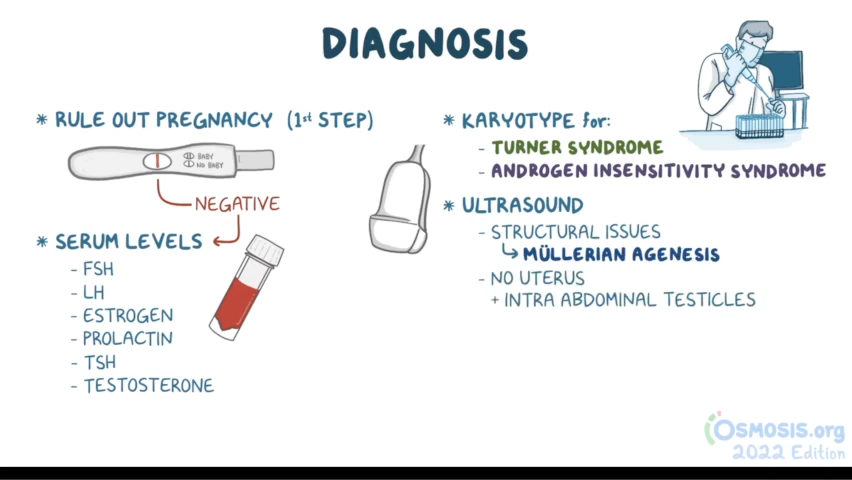 DIAGNOSIS
* RULE OUT PREGNANCY (1st STEP)
BABY
NO BABY
NEGATIVE
* SERUM LEVELS
- FSH
- LH
- ESTROGEN
- PROLACTIN
- TSH
- TESTOSTERONE
* KARYOTYPE for:
- TURNER SYNDROME
- ANDROGEN INSENSITIVITY SYNDROME
* ULTRASOUND
- STRUCTURAL ISSUES
↳ MÜLLERIAN AGENESIS
- NO UTERUS
+ INTRA ABDOMINAL TESTICLES
OSMOSIS.org
2022 Edition